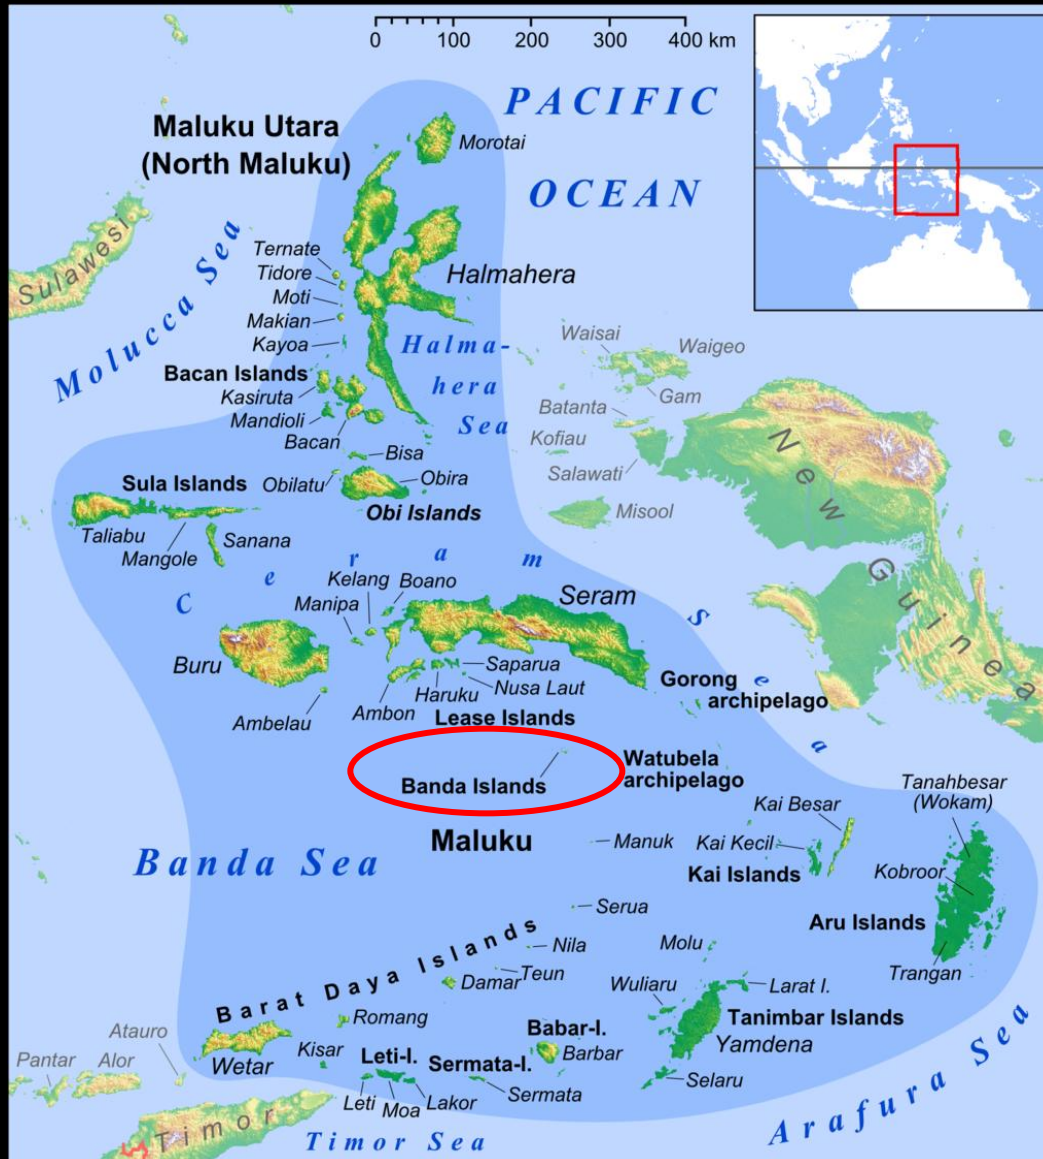 0 100 200 300 400 km
PACIFIC
OCEAN
Maluku Utara
(North Maluku)
Morotai
Sulawesi
Molucca Sea
Ternate
Tidore
Moti
Makian
Kayoa
Halmahera
Halma-
hera
Sea
Bacan Islands
Kasiruta
Mandioli
Bacan
Bisa
Obilatu
Obira
Obi Islands
Waisai
Waigeo
Gam
Batanta
Kofiau
Salawati
Misool
New Guinea
Sula Islands
Taliabu
Mangole
Sanana
Ceram Sea
Kelang
Boano
Manipa
Seram
Buru
Ambelau
Ambon
Haruku
Saparua
Nusa Laut
Lease Islands
Gorong
archipelago
Banda Islands
Watubela
archipelago
Maluku
Banda Sea
Manuk
Kai Besar
Kai Kecil
Kai Islands
Tanahbesar
(Wokam)
Kobroor
Aru Islands
Trangan
Serua
Nila
Teun
Damar
Barat Daya Islands
Romang
Wetar
Kisar
Leti-I.
Leti
Moa
Lakor
Sermata-I.
Sermata
Babar-I.
Barbar
Molu
Wuliaru
Larat I.
Tanimbar Islands
Yamdena
Selaru
Atauro
Pantar
Alor
Timor
Timor Sea
Arafura Sea